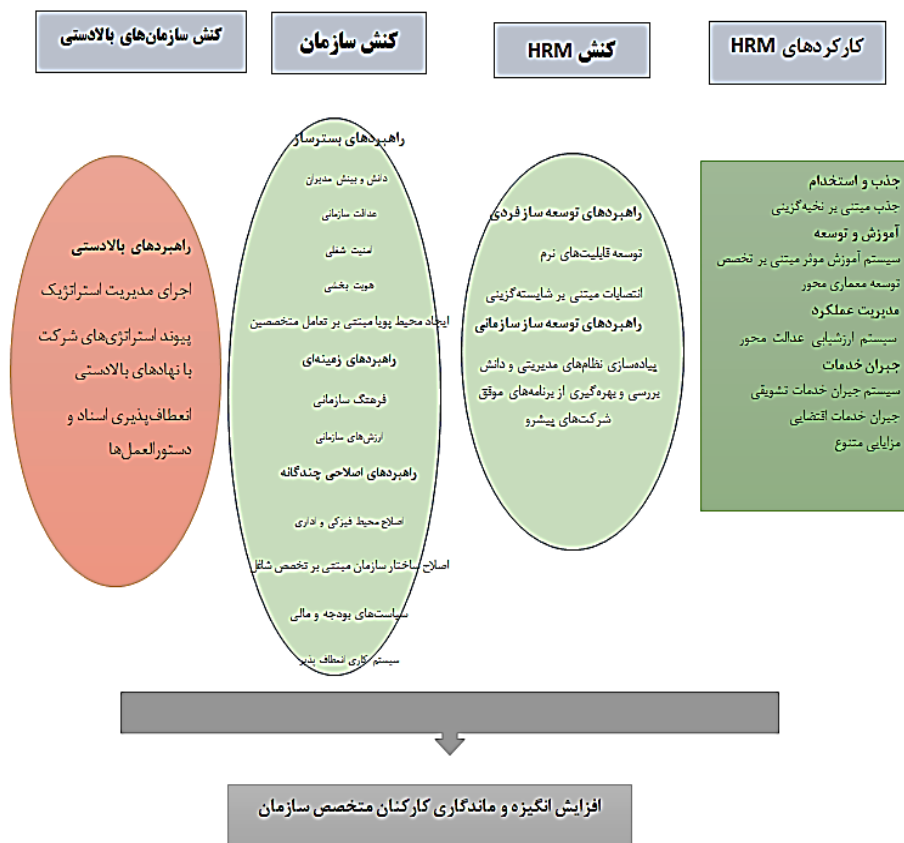 کارکردهای HRM
کنش HRM
کنش سازمان
کنش سازمان‌های بالادستی
جذب و استخدام
جذب مبتنی بر نخبه‌گزینی
آموزش و توسعه
سیستم آموزش موثر مبتنی بر تخصص
توسعه معماری محور
مدیریت عملکرد
سیستم ارزشیابی عدالت محور
جبران خدمات
سیستم جبران خدمات تشویقی
جبران خدمات اقتضایی
مزایایی متنوع
راهبردهای توسعه ساز فردی
توسعه قابلیت‌های نرم
انتصابات مبتنی بر شایسته‌گزینی
راهبردهای توسعه ساز سازمانی
پیاده‌سازی نظام‌های مدیریتی و دانش
بررسی و بهره‌گیری از برنامه‌های موفق
شرکت‌های پیشرو
راهبردهای بسترساز
دانش و بینش مدیران
عدالت سازمانی
امنیت شغلی
هویت بخشی
ایجاد محیط پویا مبتنی بر تعامل متخصصین
راهبردهای زمینه‌ای
فرهنگ سازمانی
ارزش‌های سازمانی
راهبردهای اصلاحی چندگانه
اصلاح محیط فیزکی و اداری
اصلاح ساختار سازمان مبتنی بر تخصص شاغل
سیاست‌های بودجه و مالی
سیستم کاری انعطاف پذیر
راهبردهای بالادستی
اجرای مدیریت استراتژیک
پیوند استراتژی‌های شرکت
با نهادهای بالادستی
انعطاف‌پذیری اسناد و
دستورالعمل‌ها
افزایش انگیزه و ماندگاری کارکنان متخصص سازمان